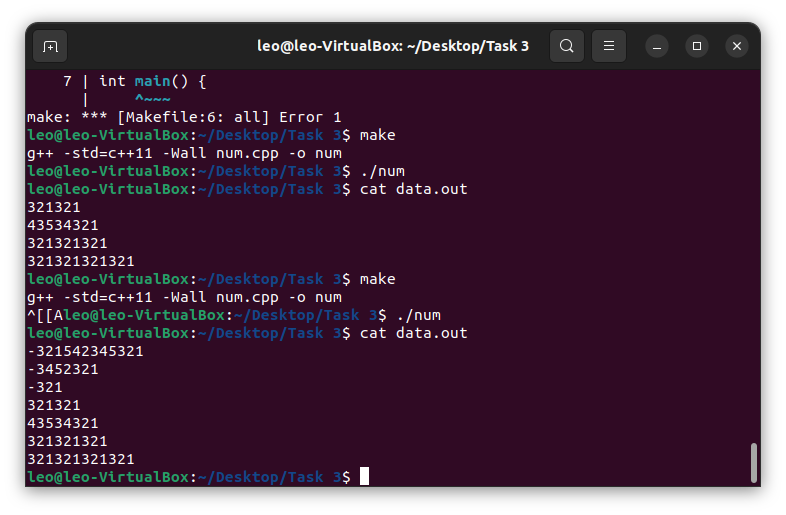 leo@leo-VirtualBox: ~/Desktop/Task 3
7 | int main() {
| ^~~~
make: *** [Makefile:6: all] Error 1
leo@leo-VirtualBox:~/Desktop/Task 3$ make
g++ -std=c++11 -Wall num.cpp -o num
leo@leo-VirtualBox:~/Desktop/Task 3$ ./num
leo@leo-VirtualBox:~/Desktop/Task 3$ cat data.out
321321
43534321
321321321
321321321321
leo@leo-VirtualBox:~/Desktop/Task 3$ make
g++ -std=c++11 -Wall num.cpp -o num
^[[Aleo@leo-VirtualBox:~/Desktop/Task 3$ ./num
leo@leo-VirtualBox:~/Desktop/Task 3$ cat data.out
-321542345321
-3452321
-321
321321
43534321
321321321
321321321321
leo@leo-VirtualBox:~/Desktop/Task 3$